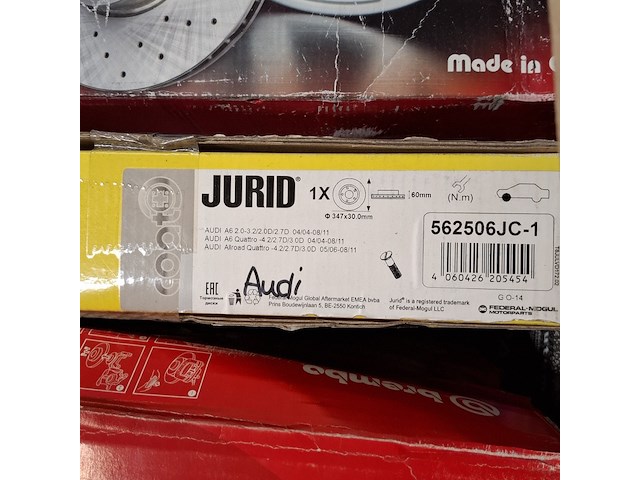 Made in
JURID®
1X
60mm
(N.m)
Φ 347x30.0mm
AUDI A6 2.0-3.2/2.0D/2.7D 04/04-08/11
AUDI A6 Quattro -4.2/2.7D/3.0D 04/04-08/11
AUDI Allroad Quattro -4.2/2.7D/3.0D 05/06-08/11
562506JC-1
4 060426 205454
EAC
Тормозные
диски
Audi
Federal-Mogul Global Aftermarket EMEA bvba
Prins Boudewijnlaan 5, BE-2550 Kontich
Jurid® is a registered trademark
of Federal-Mogul LLC
G O-14
FEDERAL-MOGUL
MOTORPARTS
brembo